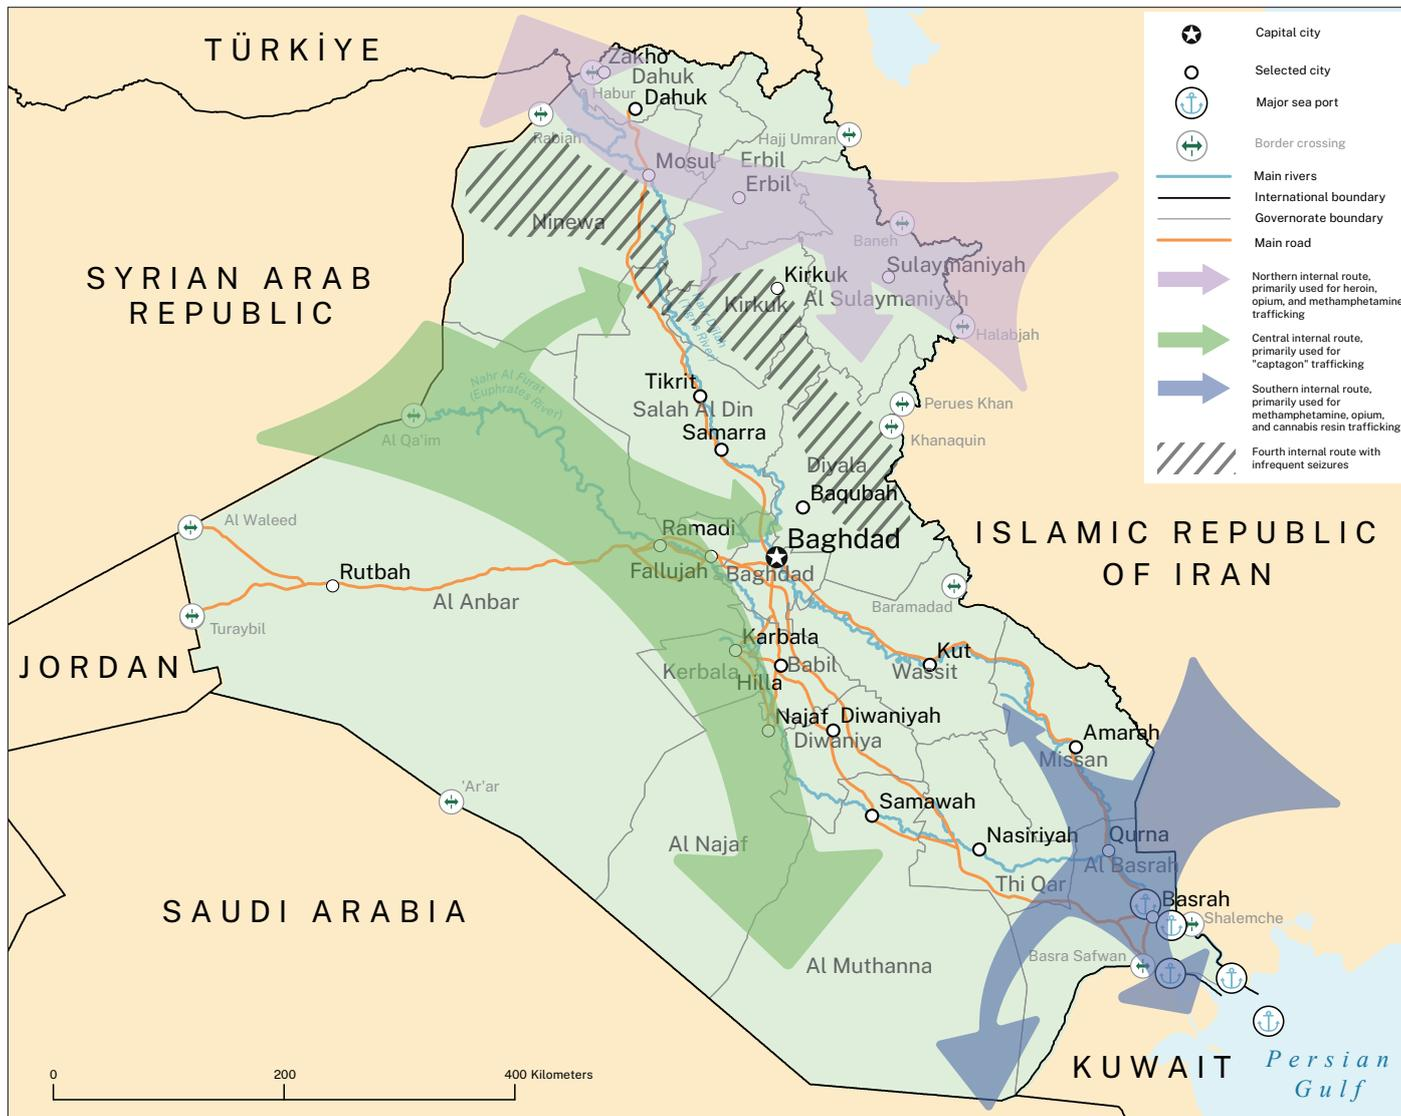 TÜRKİYE
SYRIAN ARAB
REPUBLIC
JORDAN
SAUDI ARABIA
KUWAIT
ISLAMIC REPUBLIC
OF IRAN
Persian
Gulf
Zakho
Dahuk
Habur
Dahuk
Rabiah
Hajj Umran
Mosul
Erbil
Erbil
Ninewa
Baneh
Sulaymaniyah
Kirkuk
Kirkuk
Al Sulaymaniyah
Halabjah
Nahr Dijlah
(Tigris River)
Nahr Al Furat
(Euphrates River)
Tikrit
Salah Al Din
Samarra
Perues Khan
Khanaquin
Al Qa'im
Diyala
Baqubah
Al Waleed
Ramadi
Baghdad
Fallujah
Baghdad
Rutbah
Al Anbar
Baramadad
Turaybil
Karbala
Kerbala
Babil
Hilla
Kut
Wassit
Najaf
Diwaniyah
Diwaniya
Amarah
Missan
'Ar'ar
Samawah
Al Najaf
Nasiriyah
Qurna
Al Basrah
Thi Qar
Basrah
Shalemche
Basra Safwan
Al Muthanna
0
200
400 Kilometers
Capital city
Selected city
Major sea port
Border crossing
Main rivers
International boundary
Governorate boundary
Main road
Northern internal route,
primarily used for heroin,
opium, and methamphetamine
trafficking
Central internal route,
primarily used for
"captagon" trafficking
Southern internal route,
primarily used for
methamphetamine, opium,
and cannabis resin trafficking
Fourth internal route with
infrequent seizures